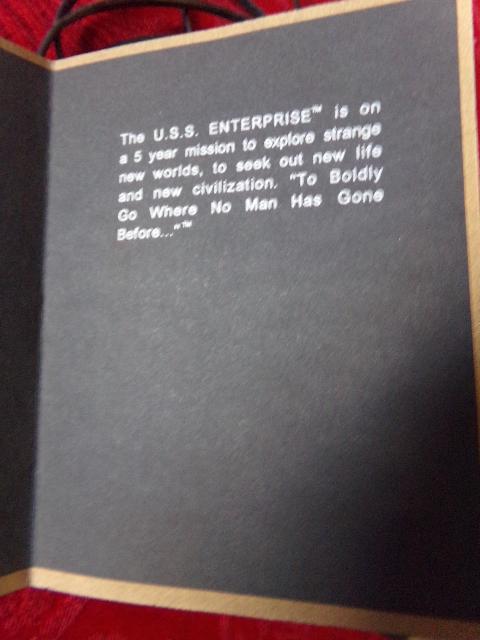 The U.S.S. ENTERPRISE™ is on
a 5 year mission to explore strange
new worlds, to seek out new life
and new civilization. "To Boldly
Go Where No Man Has Gone
Before..."™